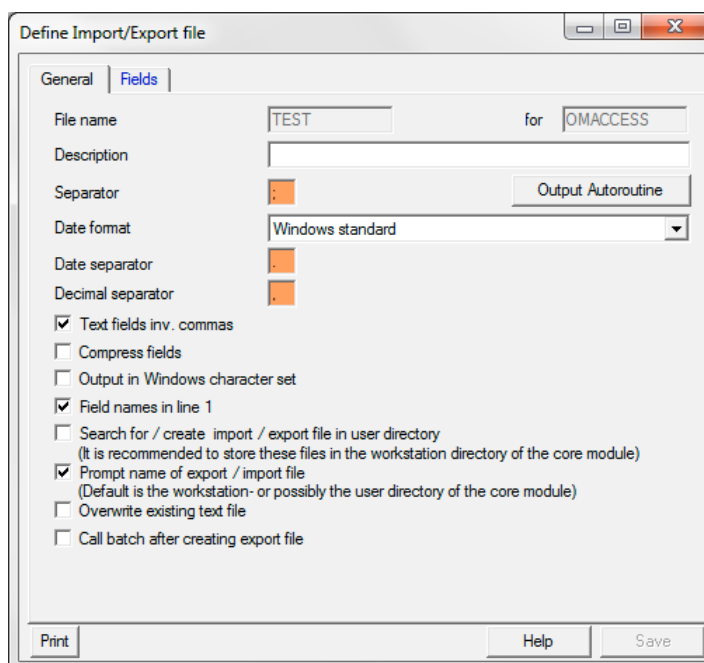 Define Import/Export file
General Fields
File name TEST for OMACCESS
Description
Separator ; Output Autoroutine
Date format Windows standard
Date separator .
Decimal separator ,
Text fields inv. commas
Compress fields
Output in Windows character set
Field names in line 1
Search for / create import / export file in user directory
(It is recommended to store these files in the workstation directory of the core module)
Prompt name of export / import file
(Default is the workstation- or possibly the user directory of the core module)
Overwrite existing text file
Call batch after creating export file
Print Help Save